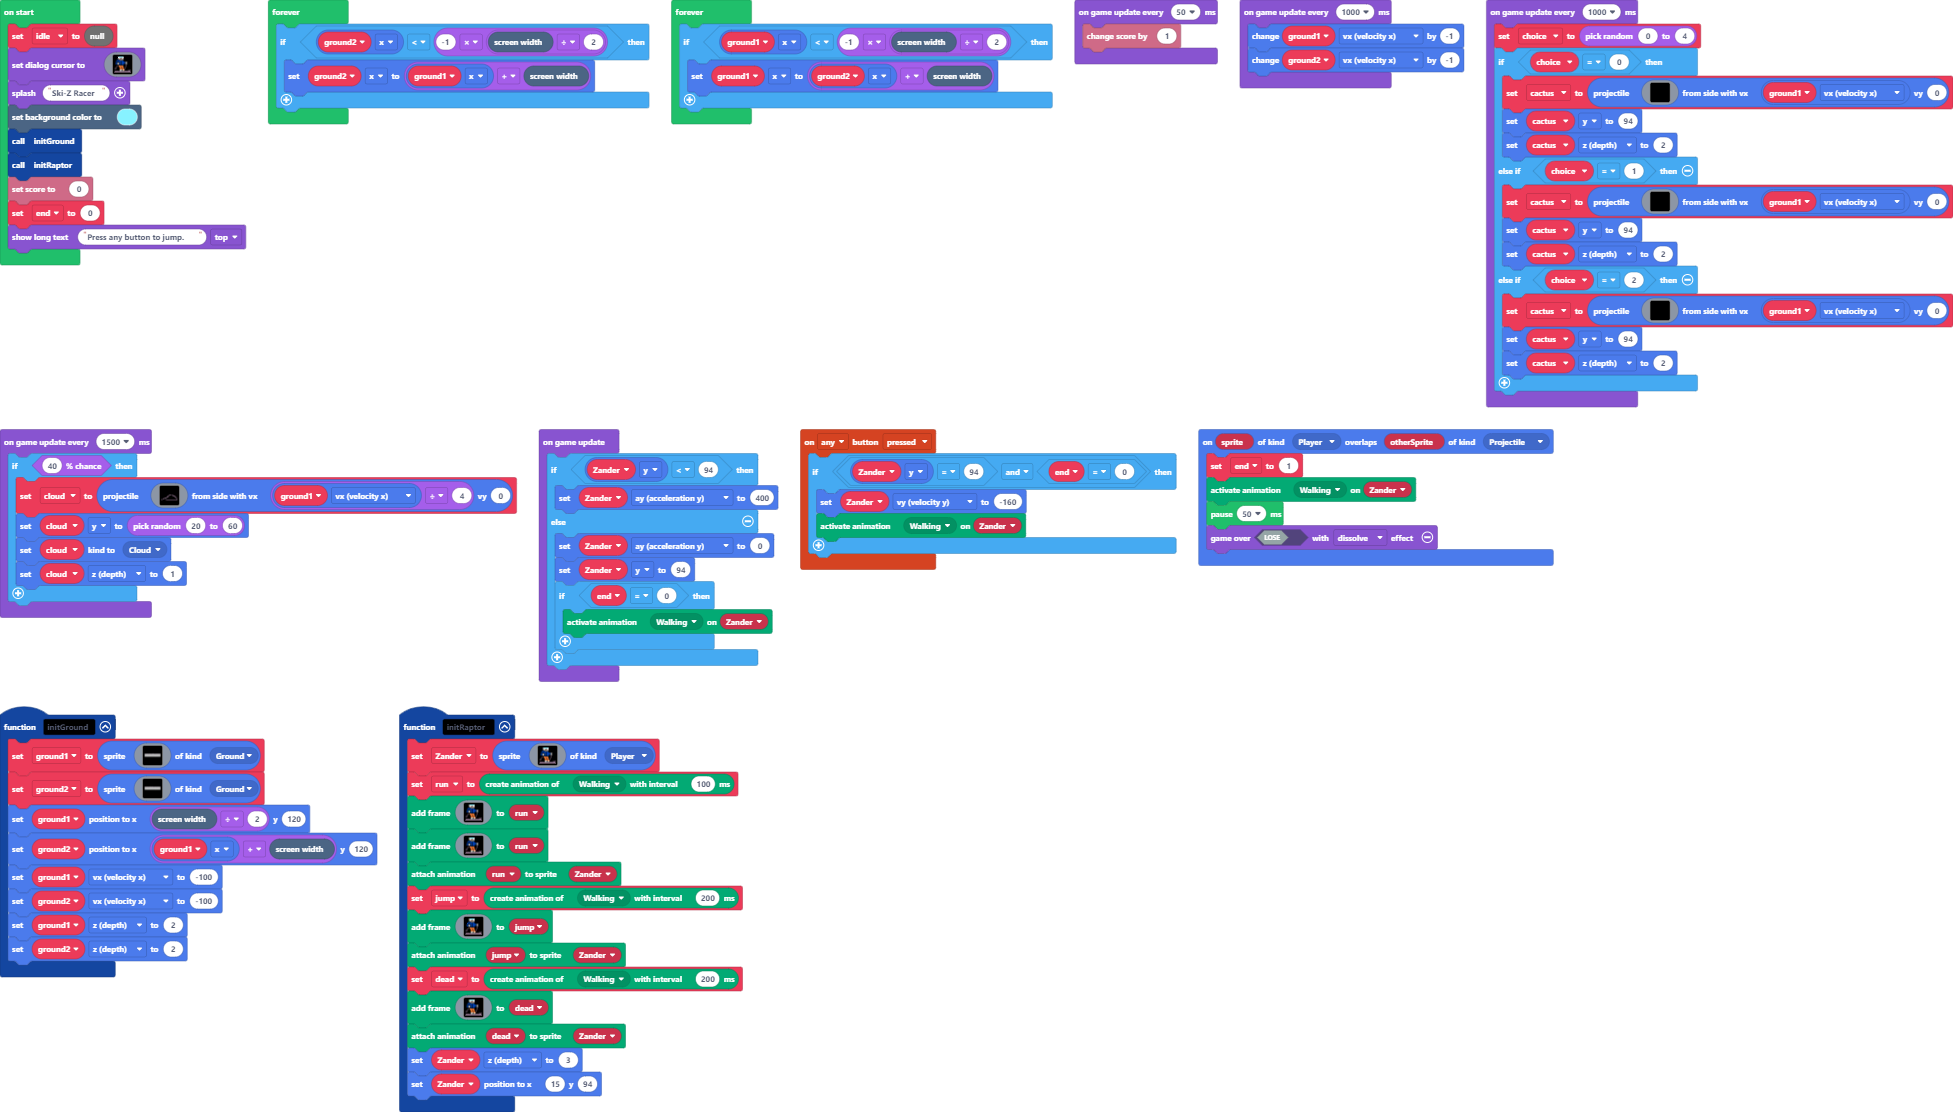 on start
set idle to null
set dialog cursor to
splash "Ski-Z Racer"
set background color to
call initGround
call initRaptor
set score to 0
set end to 0
show long text "Press any button to jump." top
forever
if ground2 x < -1 × screen width ÷ 2 then
set ground2 x to ground1 x + screen width
forever
if ground1 x < -1 × screen width ÷ 2 then
set ground1 x to ground2 x + screen width
on game update every 50 ms
change score by 1
on game update every 1000 ms
change ground1 vx (velocity x) by -1
change ground2 vx (velocity x) by -1
on game update every 1000 ms
set choice to pick random 0 to 4
if choice = 0 then
set cactus to projectile from side with vx ground1 vx (velocity x) vy 0
set cactus y to 94
set cactus z (depth) to 2
else if choice = 1 then
set cactus to projectile from side with vx ground1 vx (velocity x) vy 0
set cactus y to 94
set cactus z (depth) to 2
else if choice = 2 then
set cactus to projectile from side with vx ground1 vx (velocity x) vy 0
set cactus y to 94
set cactus z (depth) to 2
on game update every 1500 ms
if 40 % chance then
set cloud to projectile from side with vx ground1 vx (velocity x) ÷ 4 vy 0
set cloud y to pick random 20 to 60
set cloud kind to Cloud
set cloud z (depth) to 1
on game update
if Zander y < 94 then
set Zander ay (acceleration y) to 400
else
set Zander ay (acceleration y) to 0
set Zander y to 94
if end = 0 then
activate animation Walking on Zander
on any button pressed
if Zander y = 94 and end = 0 then
set Zander vy (velocity y) to -160
activate animation Walking on Zander
on sprite of kind Player overlaps otherSprite of kind Projectile
set end to 1
activate animation Walking on Zander
pause 50 ms
game over LOSE with dissolve effect
function initGround
set ground1 to sprite of kind Ground
set ground2 to sprite of kind Ground
set ground1 position to x screen width ÷ 2 y 120
set ground2 position to x ground1 x + screen width y 120
set ground1 vx (velocity x) to -100
set ground2 vx (velocity x) to -100
set ground1 z (depth) to 2
set ground2 z (depth) to 2
function initRaptor
set Zander to sprite of kind Player
set run to create animation of Walking with interval 100 ms
add frame to run
add frame to run
attach animation run to sprite Zander
set jump to create animation of Walking with interval 200 ms
add frame to jump
attach animation jump to sprite Zander
set dead to create animation of Walking with interval 200 ms
add frame to dead
attach animation dead to sprite Zander
set Zander z (depth) to 3
set Zander position to x 15 y 94